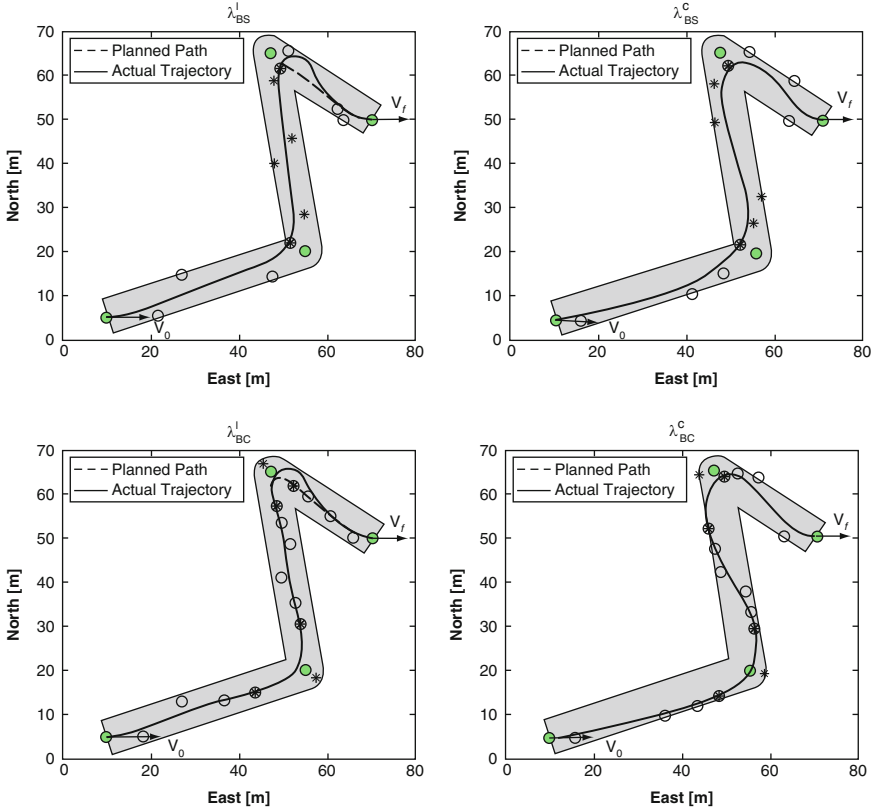 λ^l_BS
Planned Path
Actual Trajectory
North [m]
70
60
50
40
30
20
10
0
0 20 40 60 80
East [m]
V_0
V_f
λ^c_BS
Planned Path
Actual Trajectory
North [m]
70
60
50
40
30
20
10
0
0 20 40 60 80
East [m]
V_0
V_f
λ^l_BC
Planned Path
Actual Trajectory
North [m]
70
60
50
40
30
20
10
0
0 20 40 60 80
East [m]
V_0
V_f
λ^c_BC
Planned Path
Actual Trajectory
North [m]
70
60
50
40
30
20
10
0
0 20 40 60 80
East [m]
V_0
V_f